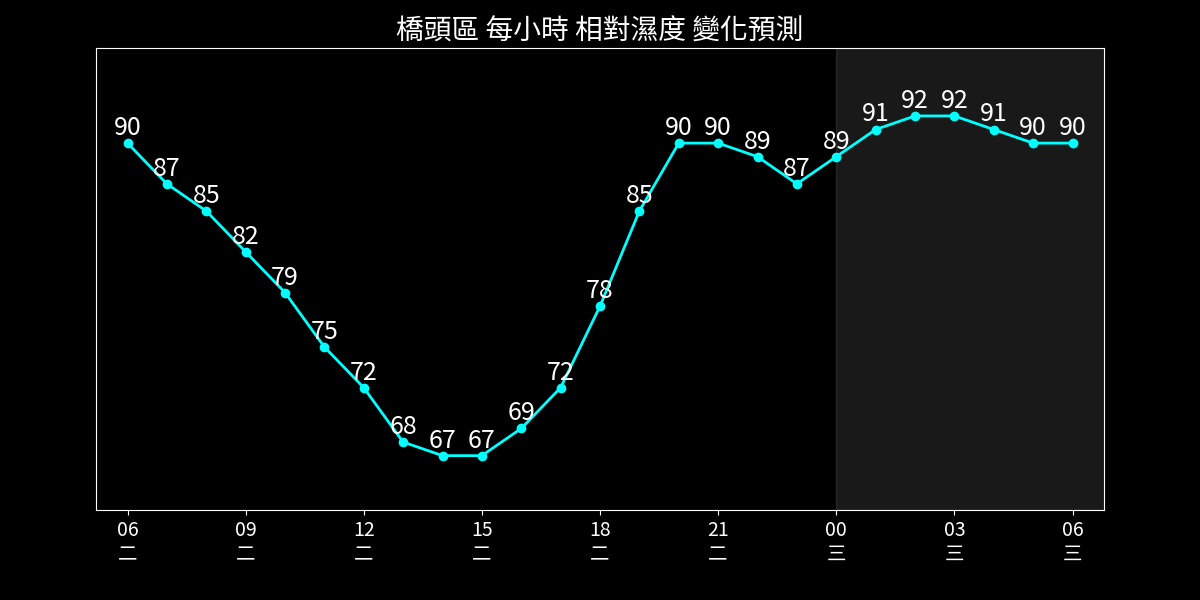 橋頭區 每小時 相對濕度 變化預測
90 87 85 82 79 75 72 68 67 67 69 72 78 85 90 90 89 87 89 91 92 92 91 90 90
06 09 12 15 18 21 00 03 06
二 二 二 二 二 二 三 三 三